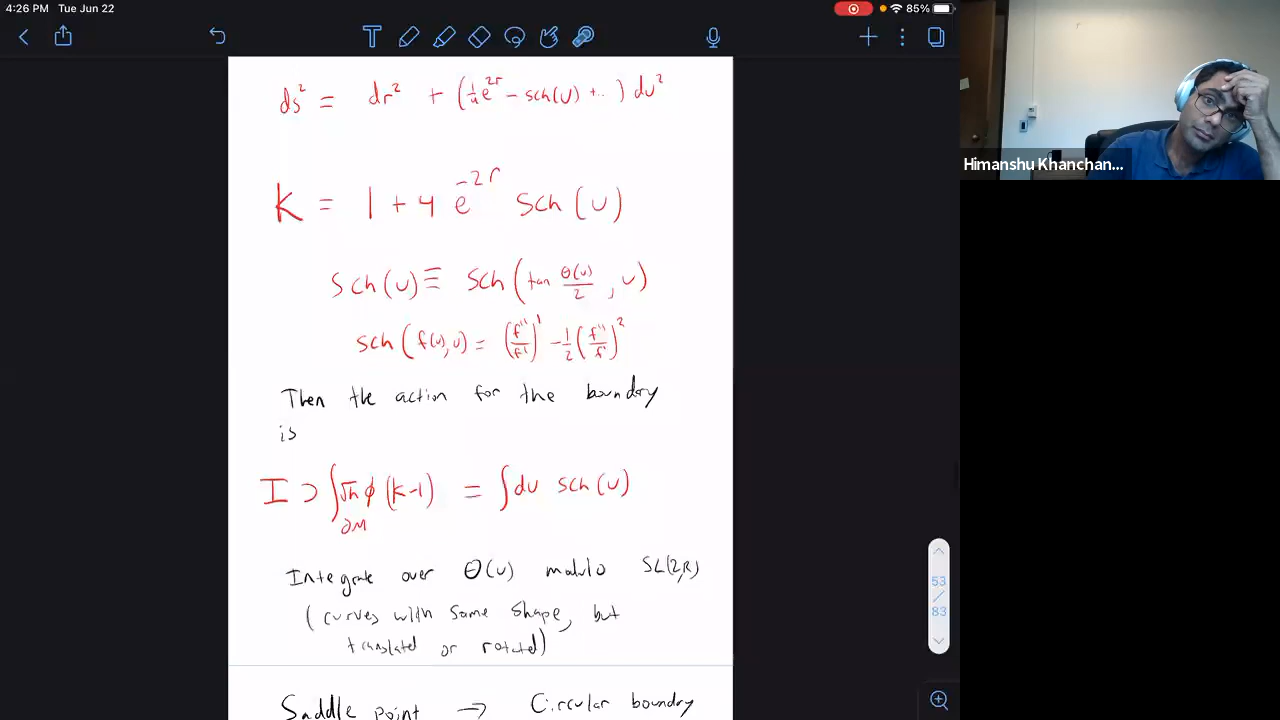 4:26 PM Tue Jun 22
85%
ds² = dr² + (¼e^{2r} - sch(u) + ..) du²
K = 1 + 4 e^{-2r} Sch(u)
Sch(u) ≡ Sch(tan θ(u)/2 , u)
sch(f(u),u) = (f''/f')' - ½(f''/f')²
Then the action for the boundry
is
I ⊃ ∫_{∂M} √h φ (K-1) = ∫du sch(u)
Integrate over θ(u) modulo SL(2,R)
(curves with same shape, but
translated or rotated)
Saddle point → Circular boundry
53
/
83
Himanshu Khanchan...